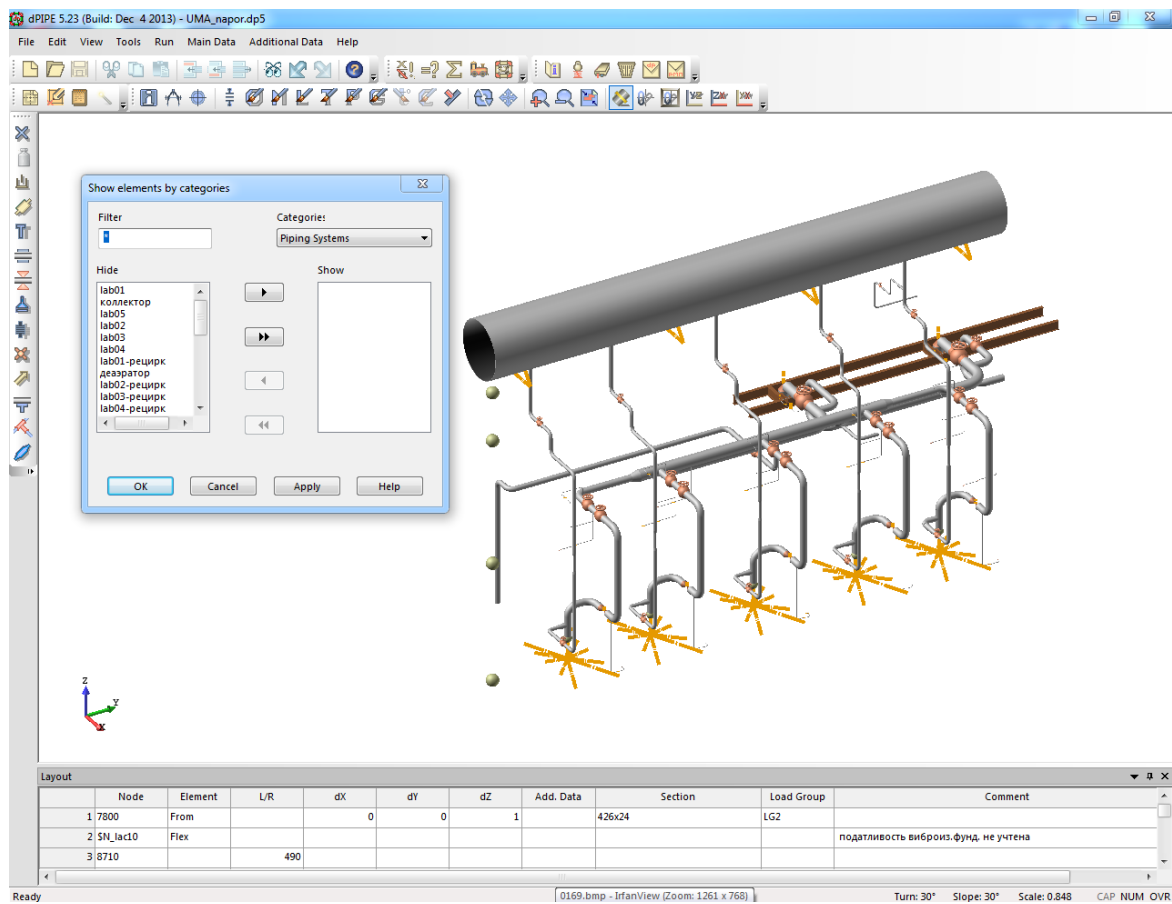 dPIPE 5.23 (Build: Dec 4 2013) - UMA_napor.dp5
File Edit View Tools Run Main Data Additional Data Help
Show elements by categories
Filter Categories
* Piping Systems
Hide Show
lab01
коллектор
lab05
lab02
lab03
lab04
lab01-рецирк
деаэратор
lab02-рецирк
lab03-рецирк
lab04-рецирк
OK Cancel Apply Help
Z
Y
X
Layout
Node Element L/R dX dY dZ Add. Data Section Load Group Comment
1 7800 From 0 0 1 426x24 LG2
2 $N_lac10 Flex податливость виброиз.фунд. не учтена
3 8710 490
Ready 0169.bmp - IrfanView (Zoom: 1261 x 768) Turn: 30° Slope: 30° Scale: 0.848 CAP NUM OVR